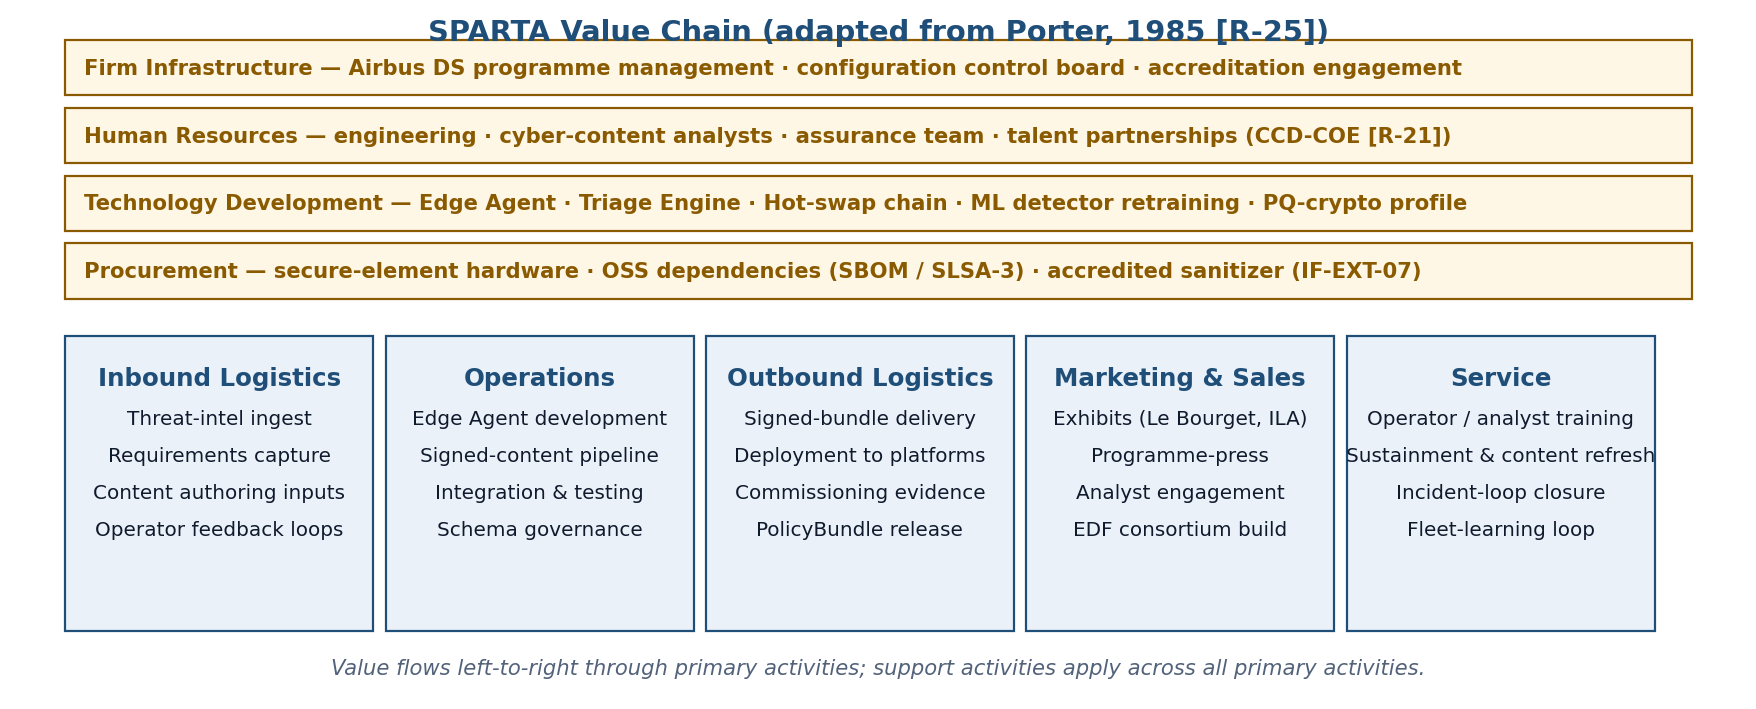 SPARTA Value Chain (adapted from Porter, 1985 [R-25])
Firm Infrastructure — Airbus DS programme management · configuration control board · accreditation engagement
Human Resources — engineering · cyber-content analysts · assurance team · talent partnerships (CCD-COE [R-21])
Technology Development — Edge Agent · Triage Engine · Hot-swap chain · ML detector retraining · PQ-crypto profile
Procurement — secure-element hardware · OSS dependencies (SBOM / SLSA-3) · accredited sanitizer (IF-EXT-07)
Inbound Logistics
Threat-intel ingest
Requirements capture
Content authoring inputs
Operator feedback loops
Operations
Edge Agent development
Signed-content pipeline
Integration & testing
Schema governance
Outbound Logistics
Signed-bundle delivery
Deployment to platforms
Commissioning evidence
PolicyBundle release
Marketing & Sales
Exhibits (Le Bourget, ILA)
Programme-press
Analyst engagement
EDF consortium build
Service
Operator / analyst training
Sustainment & content refresh
Incident-loop closure
Fleet-learning loop
Value flows left-to-right through primary activities; support activities apply across all primary activities.